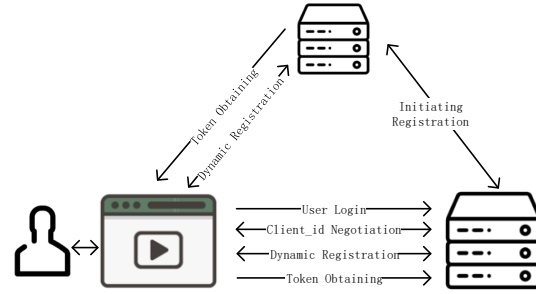 Token Obtaining
Dynamic Registration
Initiating
Registration
User Login
Client_id Negotiation
Dynamic Registration
Token Obtaining